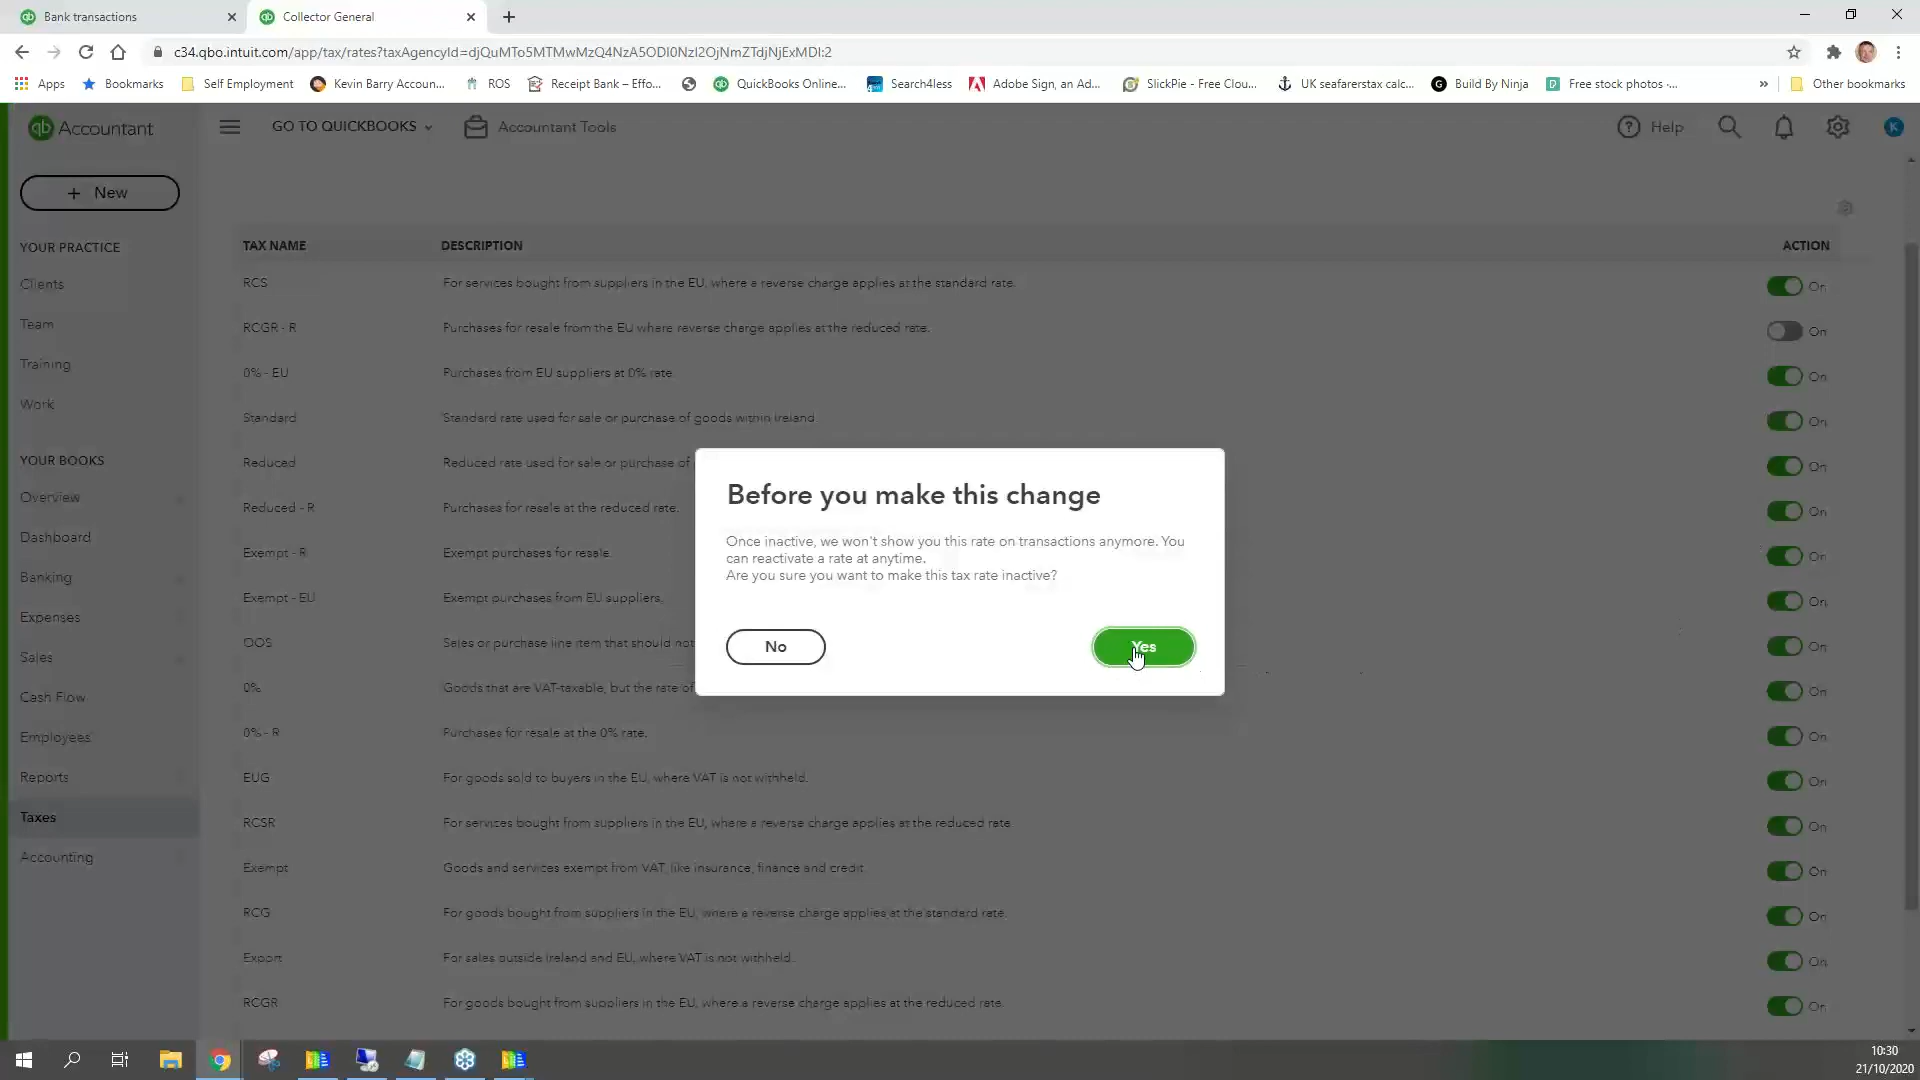 Bank transactions
Collector General
c34.qbo.intuit.com/app/tax/rates?taxAgencyId=djQuMTo5MTMwMzQ4NzA5ODI0NzI2OjNmZTdjNjExMDI:2
Apps
Bookmarks
Self Employment
Kevin Barry Accoun...
ROS
Receipt Bank – Effo...
QuickBooks Online...
Search4less
Adobe Sign, an Ad...
SlickPie - Free Clou...
UK seafarerstax calc...
Build By Ninja
Free stock photos ·...
»
Other bookmarks
qb Accountant
GO TO QUICKBOOKS
Accountant Tools
Help
K
+ New
YOUR PRACTICE
Clients
Team
Training
Work
YOUR BOOKS
Overview
Dashboard
Banking
Expenses
Sales
Cash Flow
Employees
Reports
Taxes
Accounting
TAX NAME DESCRIPTION ACTION
RCS For services bought from suppliers in the EU, where a reverse charge applies at the standard rate. On
RCGR - R Purchases for resale from the EU where reverse charge applies at the reduced rate. On
0% - EU Purchases from EU suppliers at 0% rate. On
Standard Standard rate used for sale or purchase of goods within Ireland On
Reduced Reduced rate used for sale or purchase of On
Reduced - R Purchases for resale at the reduced rate. On
Exempt - R Exempt purchases for resale. On
Exempt - EU Exempt purchases from EU suppliers. On
OOS Sales or purchase line item that should not On
0% Goods that are VAT-taxable, but the rate of On
0% - R Purchases for resale at the 0% rate. On
EUG For goods sold to buyers in the EU, where VAT is not withheld. On
RCSR For services bought from suppliers in the EU, where a reverse charge applies at the reduced rate On
Exempt Goods and services exempt from VAT, like insurance, finance and credit On
RCG For goods bought from suppliers in the EU, where a reverse charge applies at the standard rate. On
Export For sales outside Ireland and EU, where VAT is not withheld. On
RCGR For goods bought from suppliers in the EU, where a reverse charge applies at the reduced rate. On
Before you make this change
Once inactive, we won't show you this rate on transactions anymore. You
can reactivate a rate at anytime.
Are you sure you want to make this tax rate inactive?
No
Yes
10:30
21/10/2020